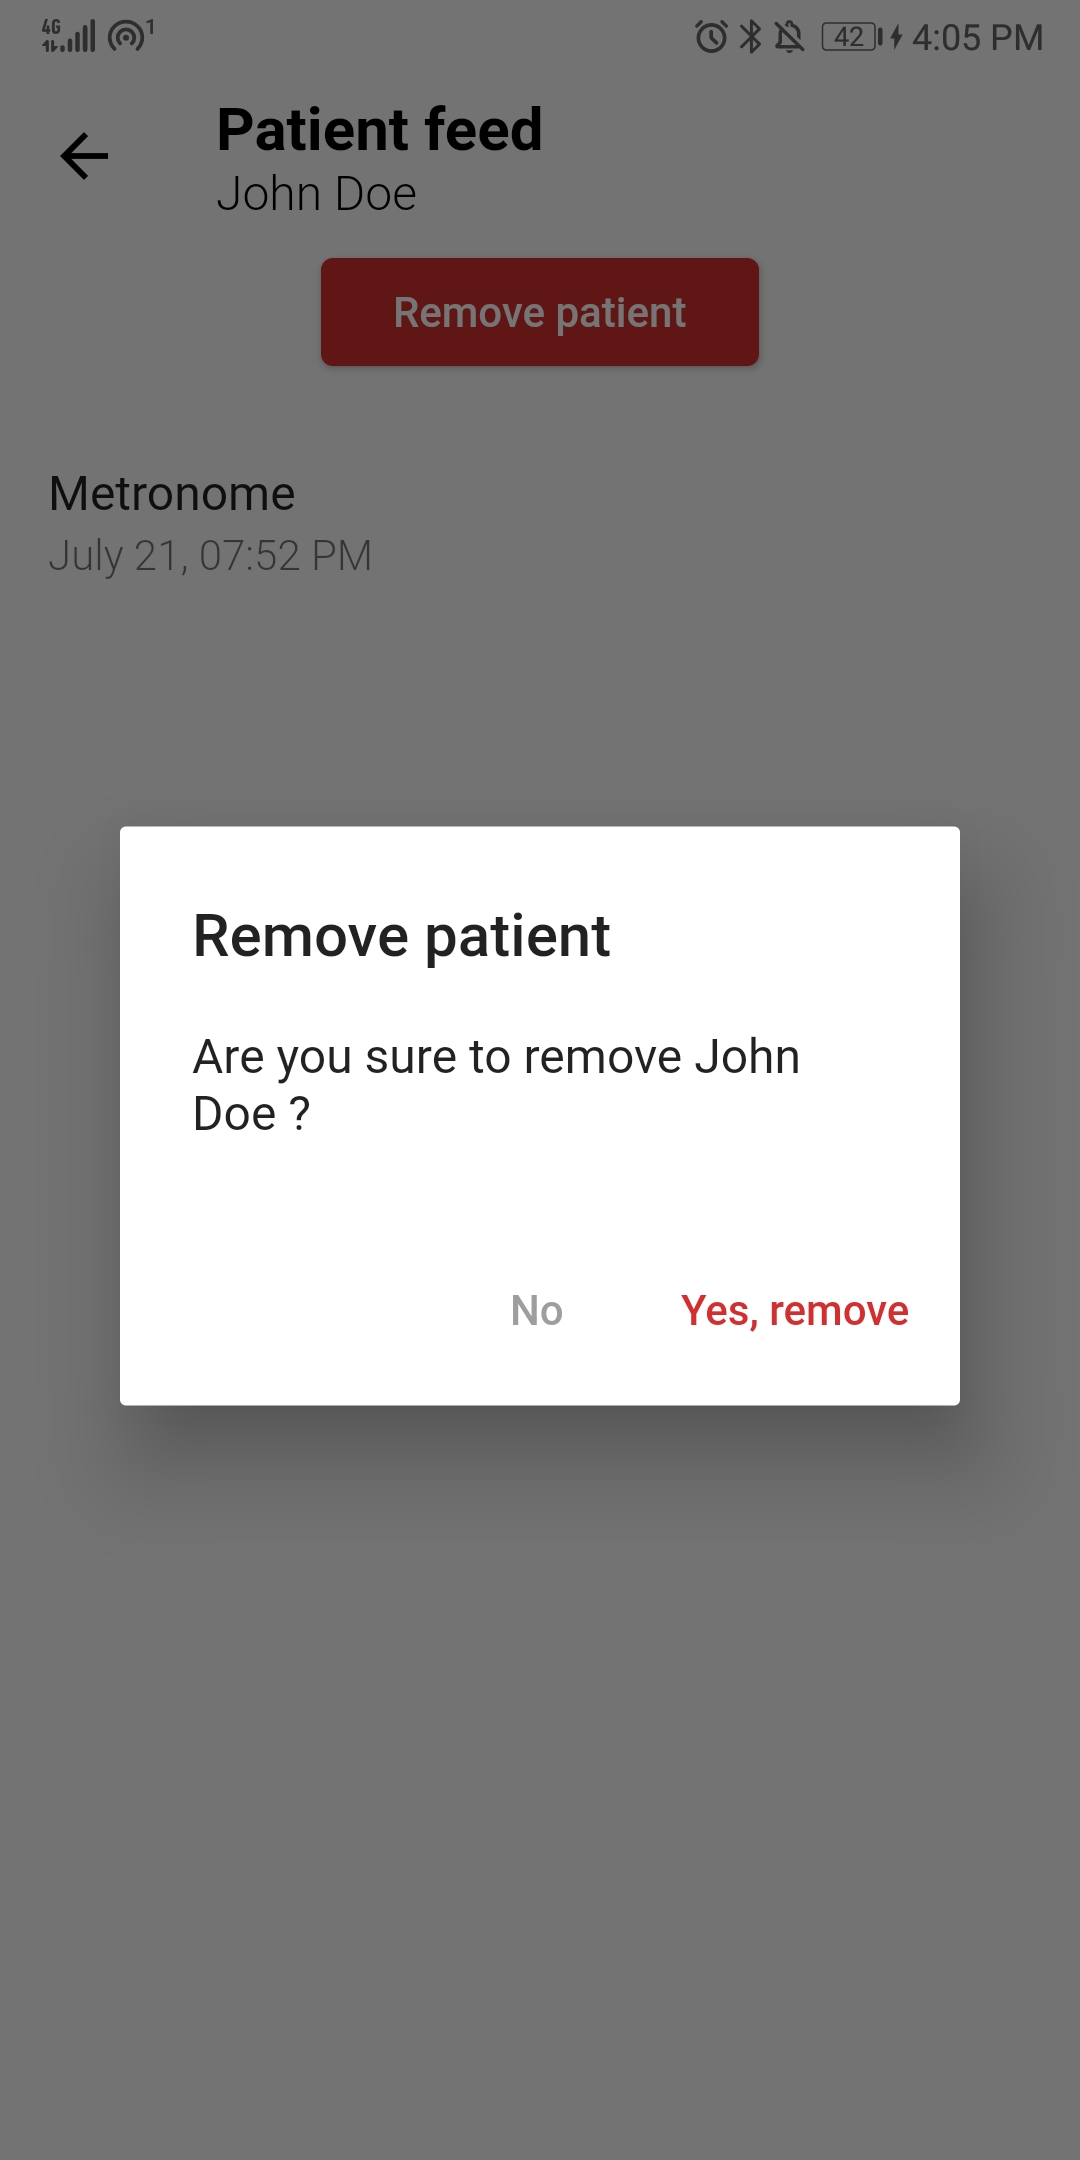 4G 1 42 4:05 PM
Patient feed
John Doe
Remove patient
Metronome
July 21, 07:52 PM
Remove patient
Are you sure to remove John
Doe ?
No Yes, remove